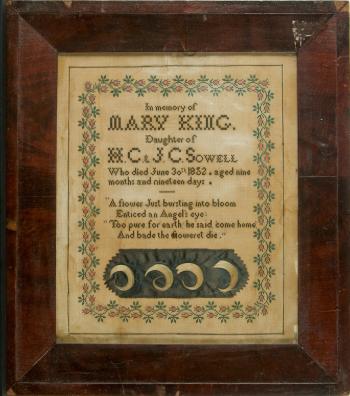 In memory of
MARY KING.
Daughter of
H.C. & J.C. SOWELL
Who died June 30th 1832. aged nine
months and nineteen days.
"A flower Just bursting into bloom
Enticed an Angel's eye:
"Too pure for earth, he said, come home
And bade the floweret die."